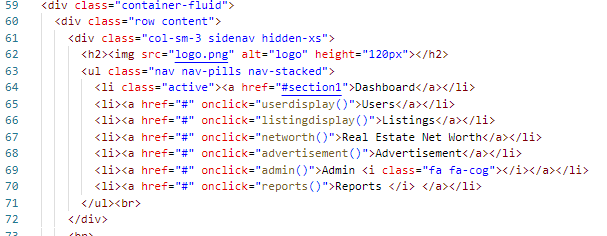 59 <div class="container-fluid">
60 <div class="row content">
61 <div class="col-sm-3 sidenav hidden-xs">
62 <h2><img src="logo.png" alt="logo" height="120px"></h2>
63 <ul class="nav nav-pills nav-stacked">
64 <li class="active"><a href="#section1">Dashboard</a></li>
65 <li><a href="#" onclick="userdisplay()">Users</a></li>
66 <li><a href="#" onclick="listingdisplay()">Listings</a></li>
67 <li><a href="#" onclick="networth()">Real Estate Net Worth</a></li>
68 <li><a href="#" onclick="advertisement()">Advertisement</a></li>
69 <li><a href="#" onclick="admin()">Admin <i class="fa fa-cog"></i></a></li>
70 <li><a href="#" onclick="reports()">Reports </i> </a></li>
71 </ul><br>
72 </div>
73 <br>